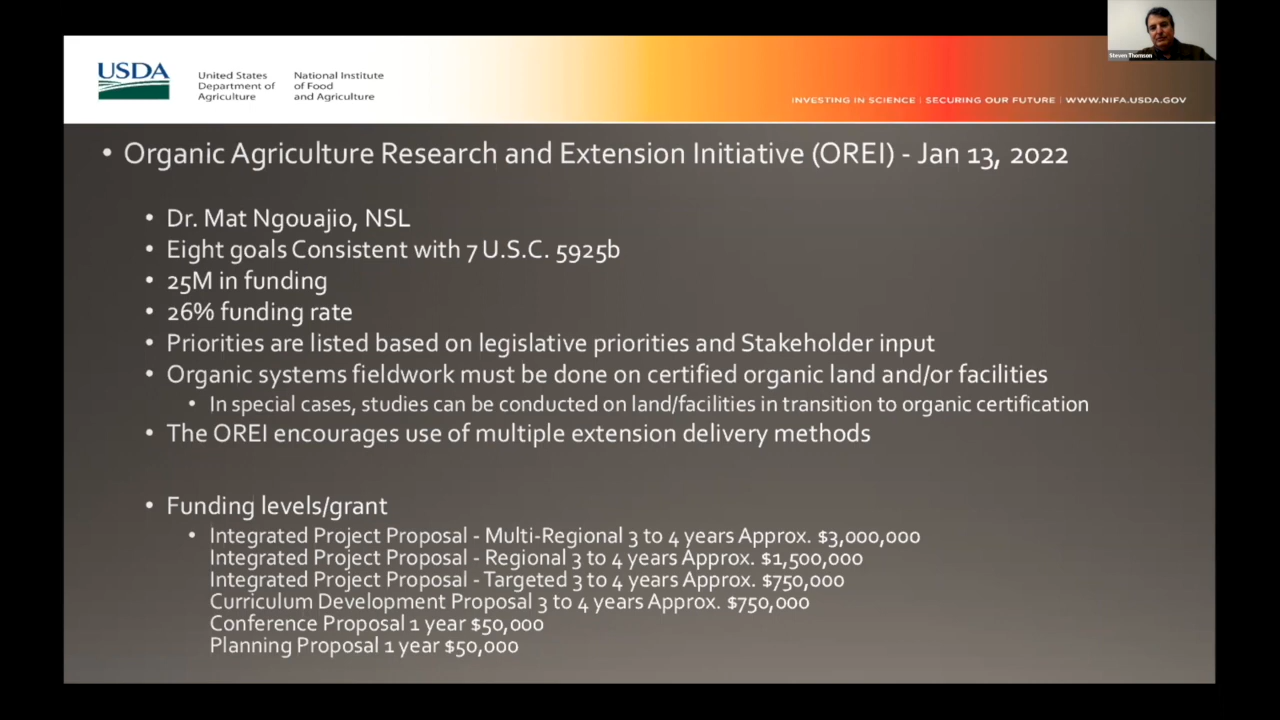 Steven Thomson
USDA
United States
Department of
Agriculture
National Institute
of Food
and Agriculture
INVESTING IN SCIENCE | SECURING OUR FUTURE | WWW.NIFA.USDA.GOV
• Organic Agriculture Research and Extension Initiative (OREI) - Jan 13, 2022
• Dr. Mat Ngouajio, NSL
• Eight goals Consistent with 7 U.S.C. 5925b
• 25M in funding
• 26% funding rate
• Priorities are listed based on legislative priorities and Stakeholder input
• Organic systems fieldwork must be done on certified organic land and/or facilities
• In special cases, studies can be conducted on land/facilities in transition to organic certification
• The OREI encourages use of multiple extension delivery methods
• Funding levels/grant
• Integrated Project Proposal - Multi-Regional 3 to 4 years Approx. $3,000,000
Integrated Project Proposal - Regional 3 to 4 years Approx. $1,500,000
Integrated Project Proposal - Targeted 3 to 4 years Approx. $750,000
Curriculum Development Proposal 3 to 4 years Approx. $750,000
Conference Proposal 1 year $50,000
Planning Proposal 1 year $50,000